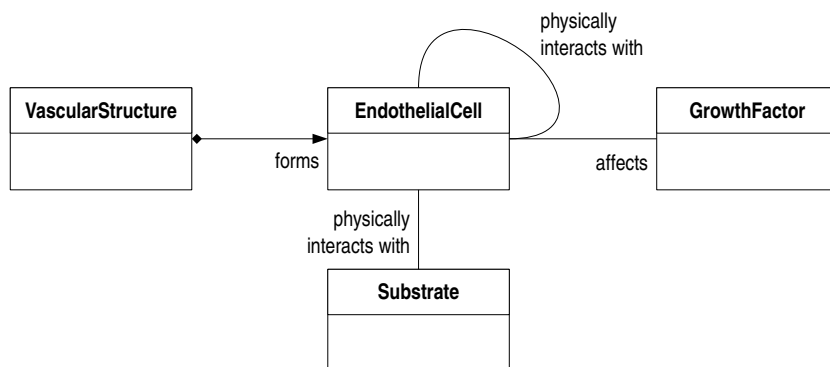 physically
interacts with
VascularStructure
EndothelialCell
GrowthFactor
forms
affects
physically
interacts with
Substrate